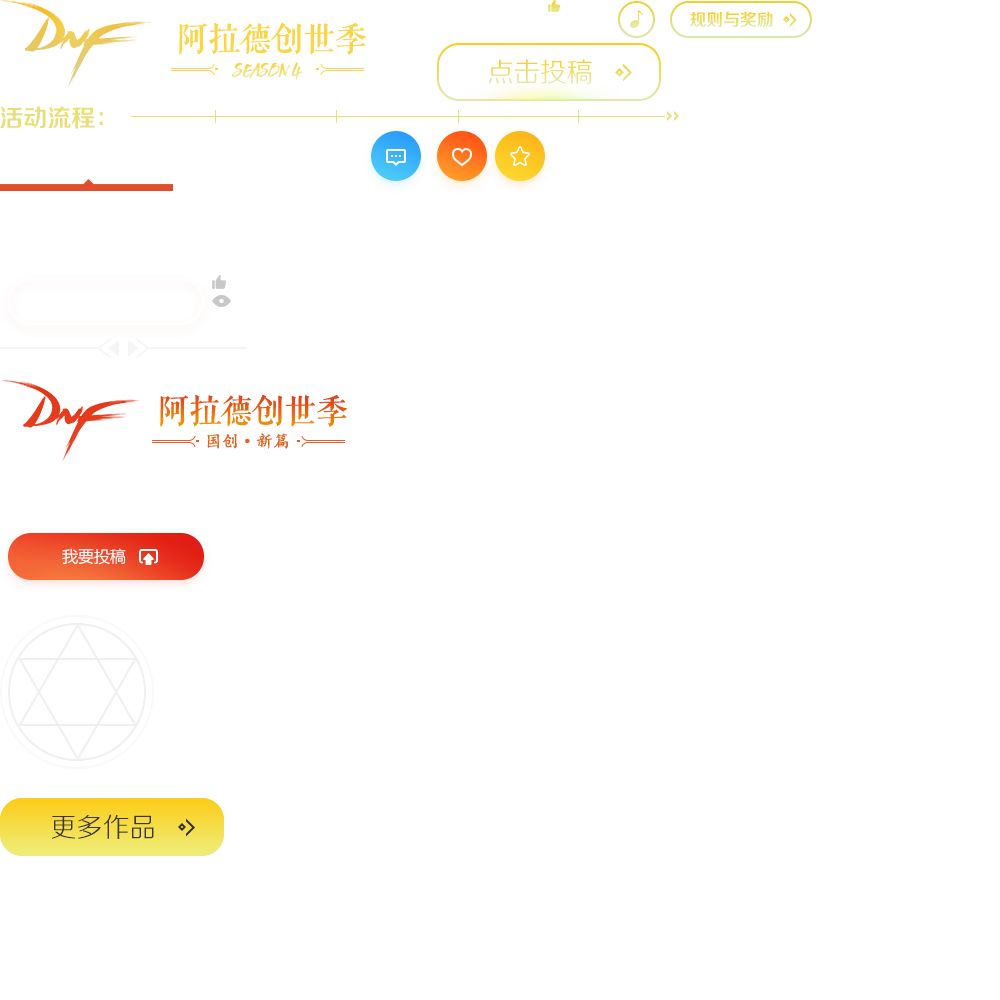 DNF 阿拉德创世季
SEASON 4
规则与奖励
点击投稿
活动流程：
DNF 阿拉德创世季
国创·新篇
我要投稿
更多作品